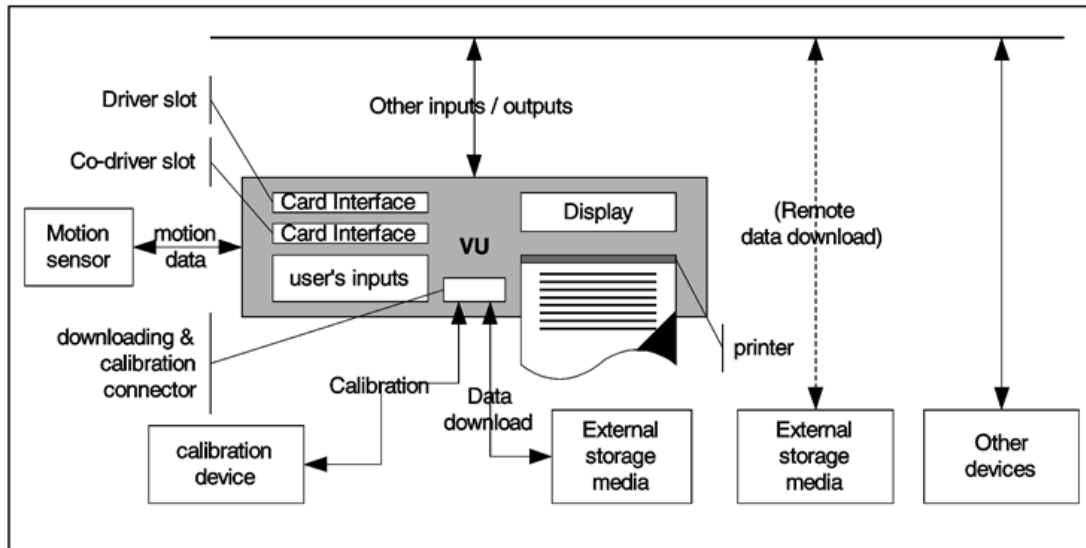 Driver slot
Other inputs / outputs
Co-driver slot
Card Interface
Card Interface
Display
(Remote
data download)
Motion
sensor
motion
data
VU
user's inputs
downloading &
calibration
connector
printer
Calibration
Data
download
calibration
device
External
storage
media
External
storage
media
Other
devices